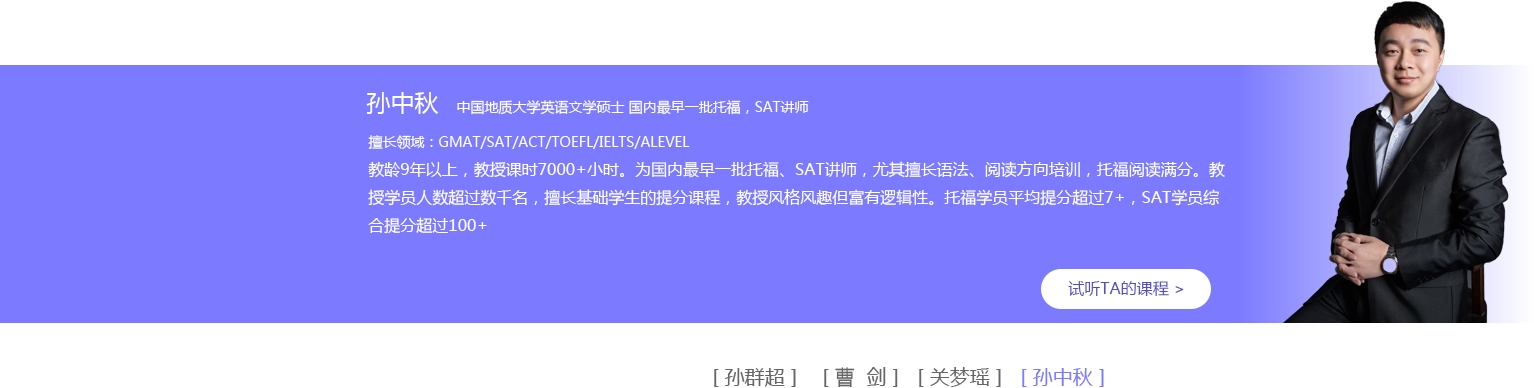 孙中秋 中国地质大学英语文学硕士 国内最早一批托福，SAT讲师
擅长领域：GMAT/SAT/ACT/TOEFL/IELTS/ALEVEL
教龄9年以上，教授课时7000+小时。为国内最早一批托福、SAT讲师，尤其擅长语法、阅读方向培训，托福阅读满分。教
授学员人数超过数千名，擅长基础学生的提分课程，教授风格风趣但富有逻辑性。托福学员平均提分超过7+，SAT学员综
合提分超过100+
试听TA的课程 >
[ 孙群超 ] [ 曹 剑 ] [ 关梦瑶 ] [ 孙中秋 ]